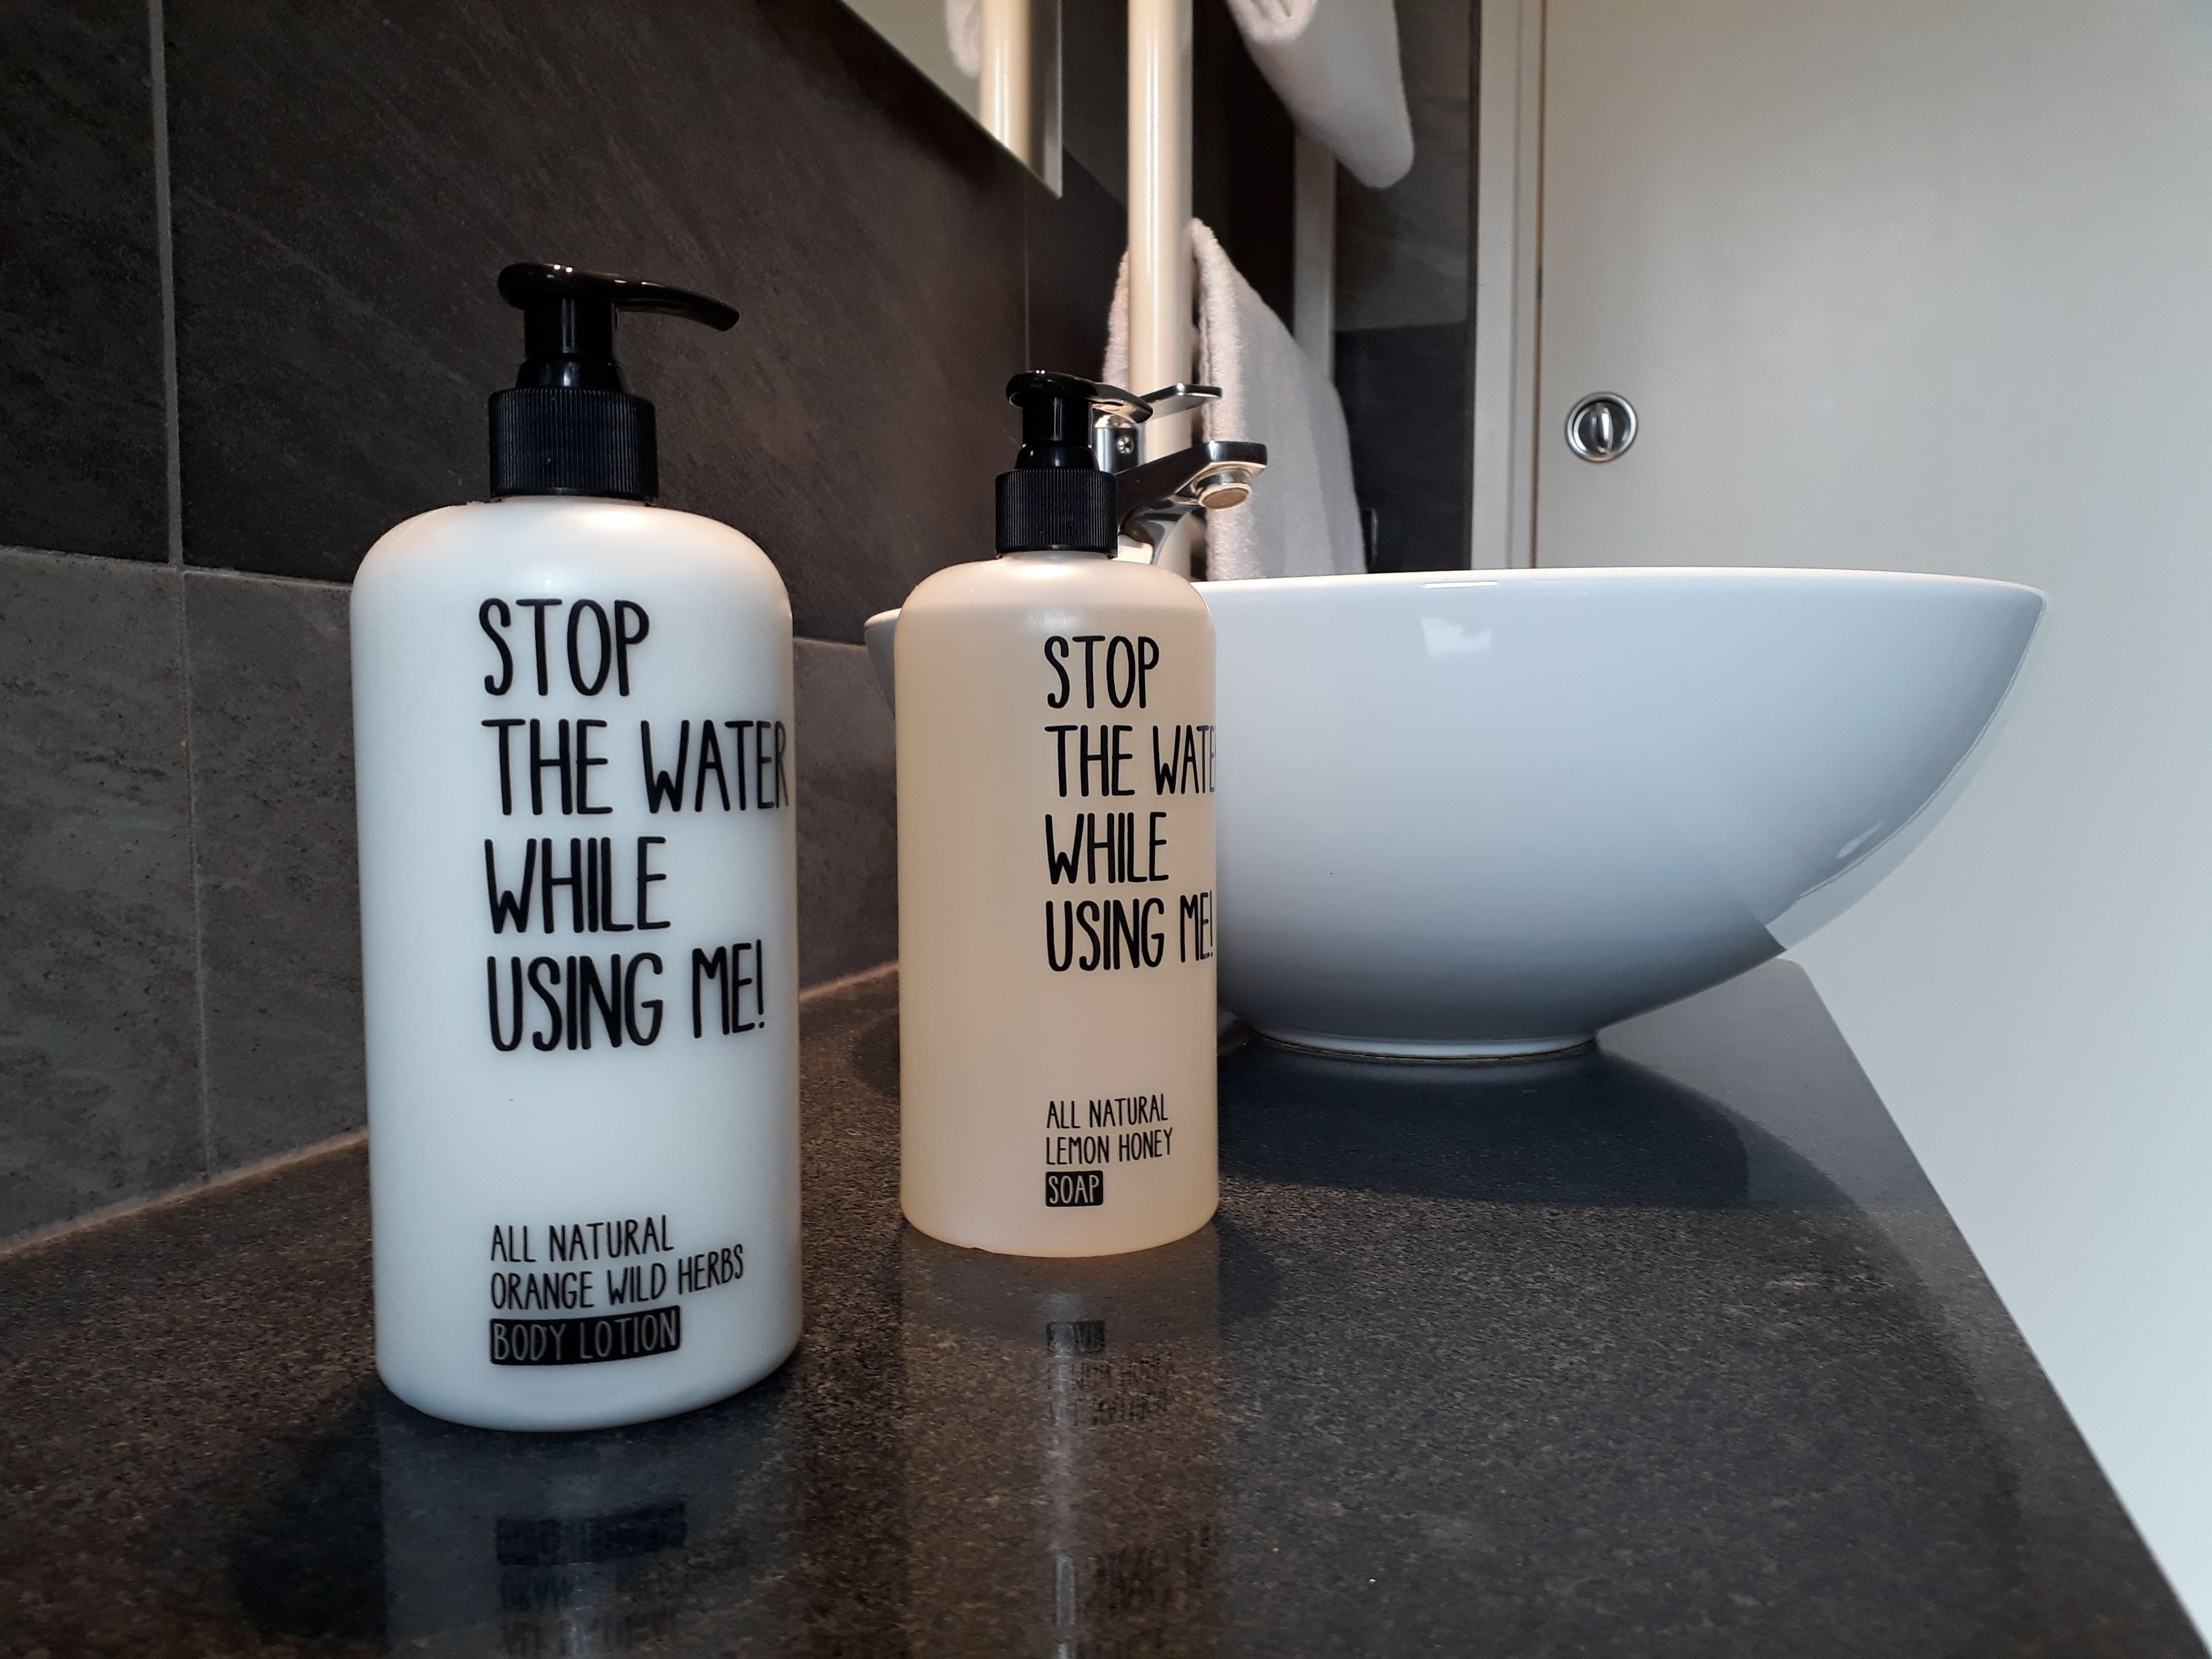 STOP
THE WATER
WHILE
USING ME!
ALL NATURAL
ORANGE WILD HERBS
BODY LOTION
STOP
THE WATE
WHILE
USING ME!
ALL NATURAL
LEMON HONEY
SOAP